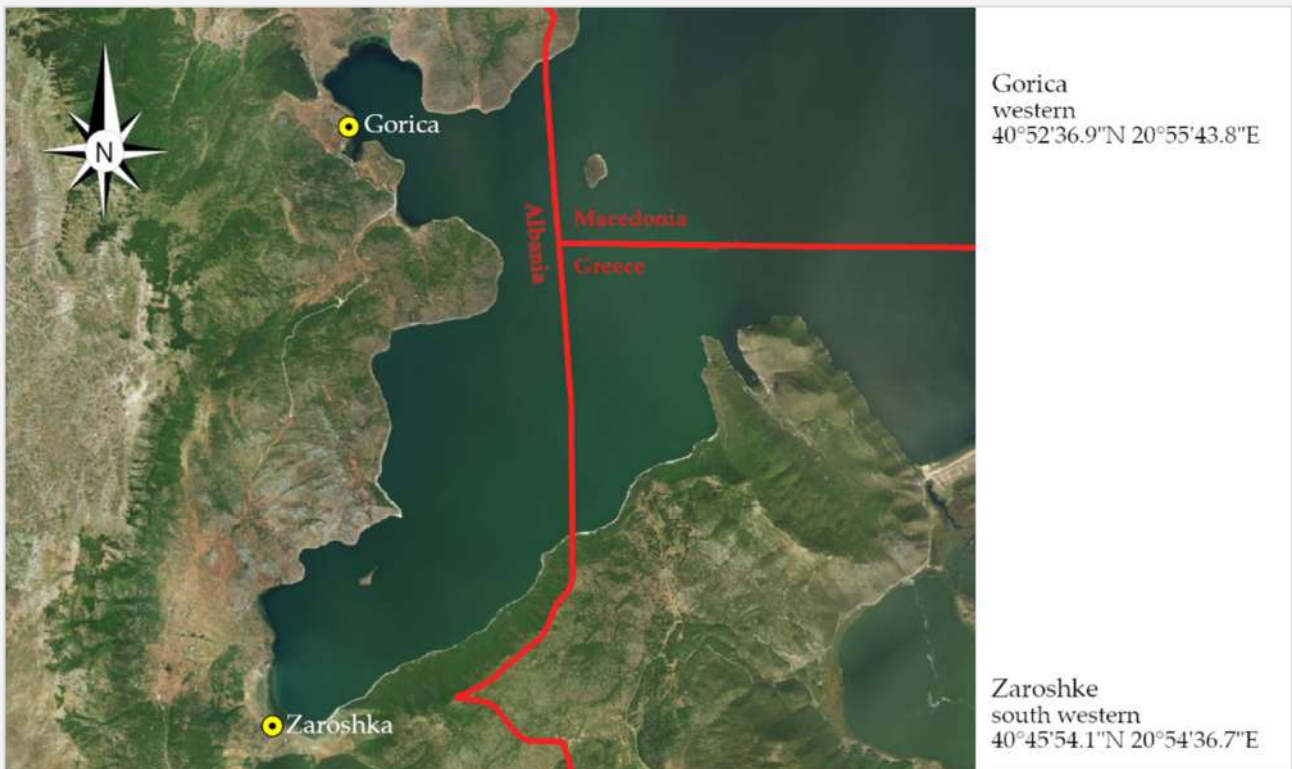 N
Gorica
Albania
Macedonia
Greece
Zaroshka
Gorica
western
40°52'36.9"N 20°55'43.8"E
Zaroshke
south western
40°45'54.1"N 20°54'36.7"E